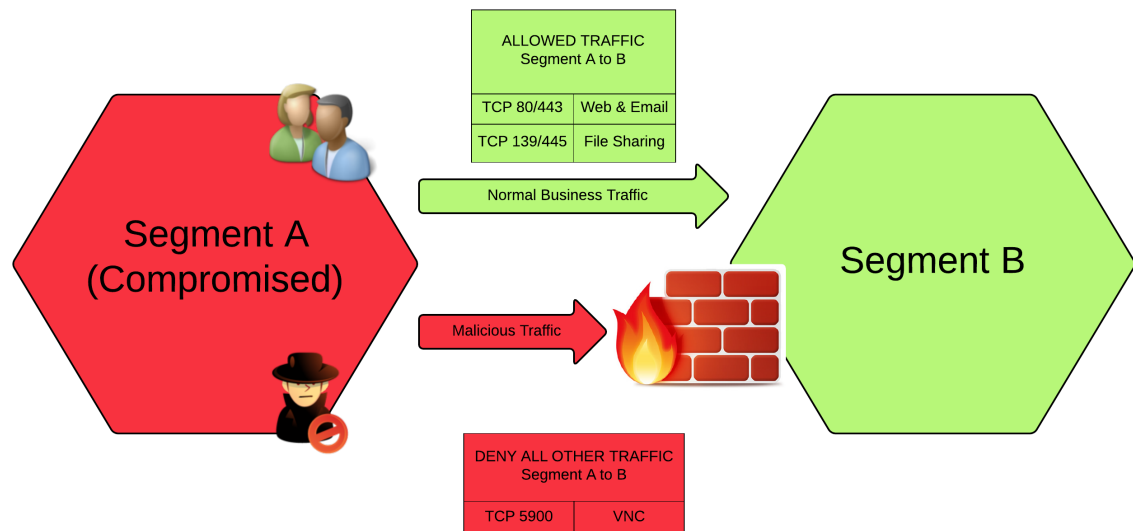 ALLOWED TRAFFIC
Segment A to B
TCP 80/443 Web & Email
TCP 139/445 File Sharing
Normal Business Traffic
Segment A
(Compromised)
Segment B
Malicious Traffic
DENY ALL OTHER TRAFFIC
Segment A to B
TCP 5900 VNC